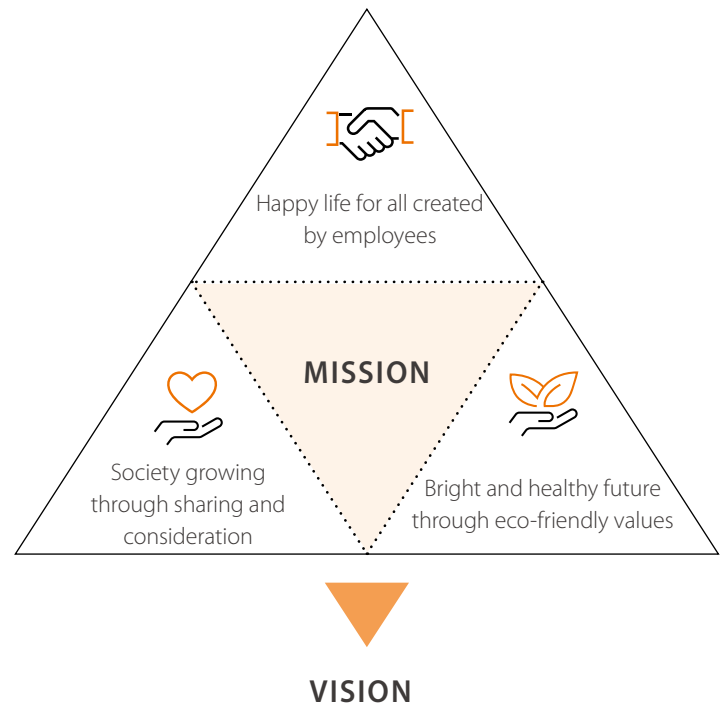 Happy life for all created
by employees
MISSION
Society growing
through sharing and
consideration
Bright and healthy future
through eco-friendly values
VISION